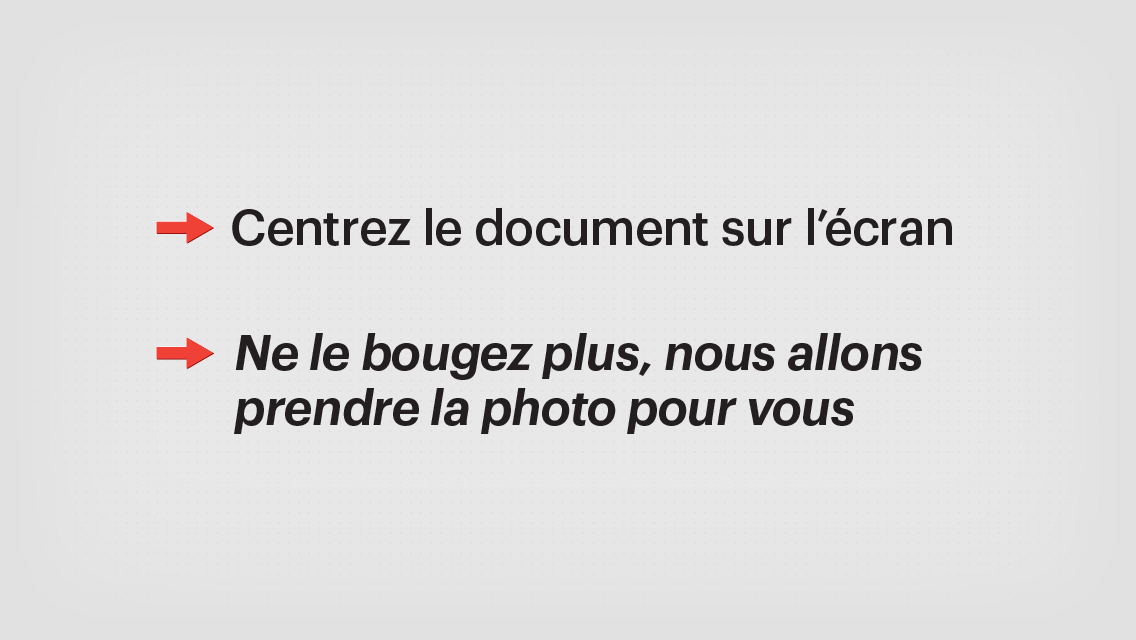 Centrez le document sur l’écran
Ne le bougez plus, nous allons
prendre la photo pour vous